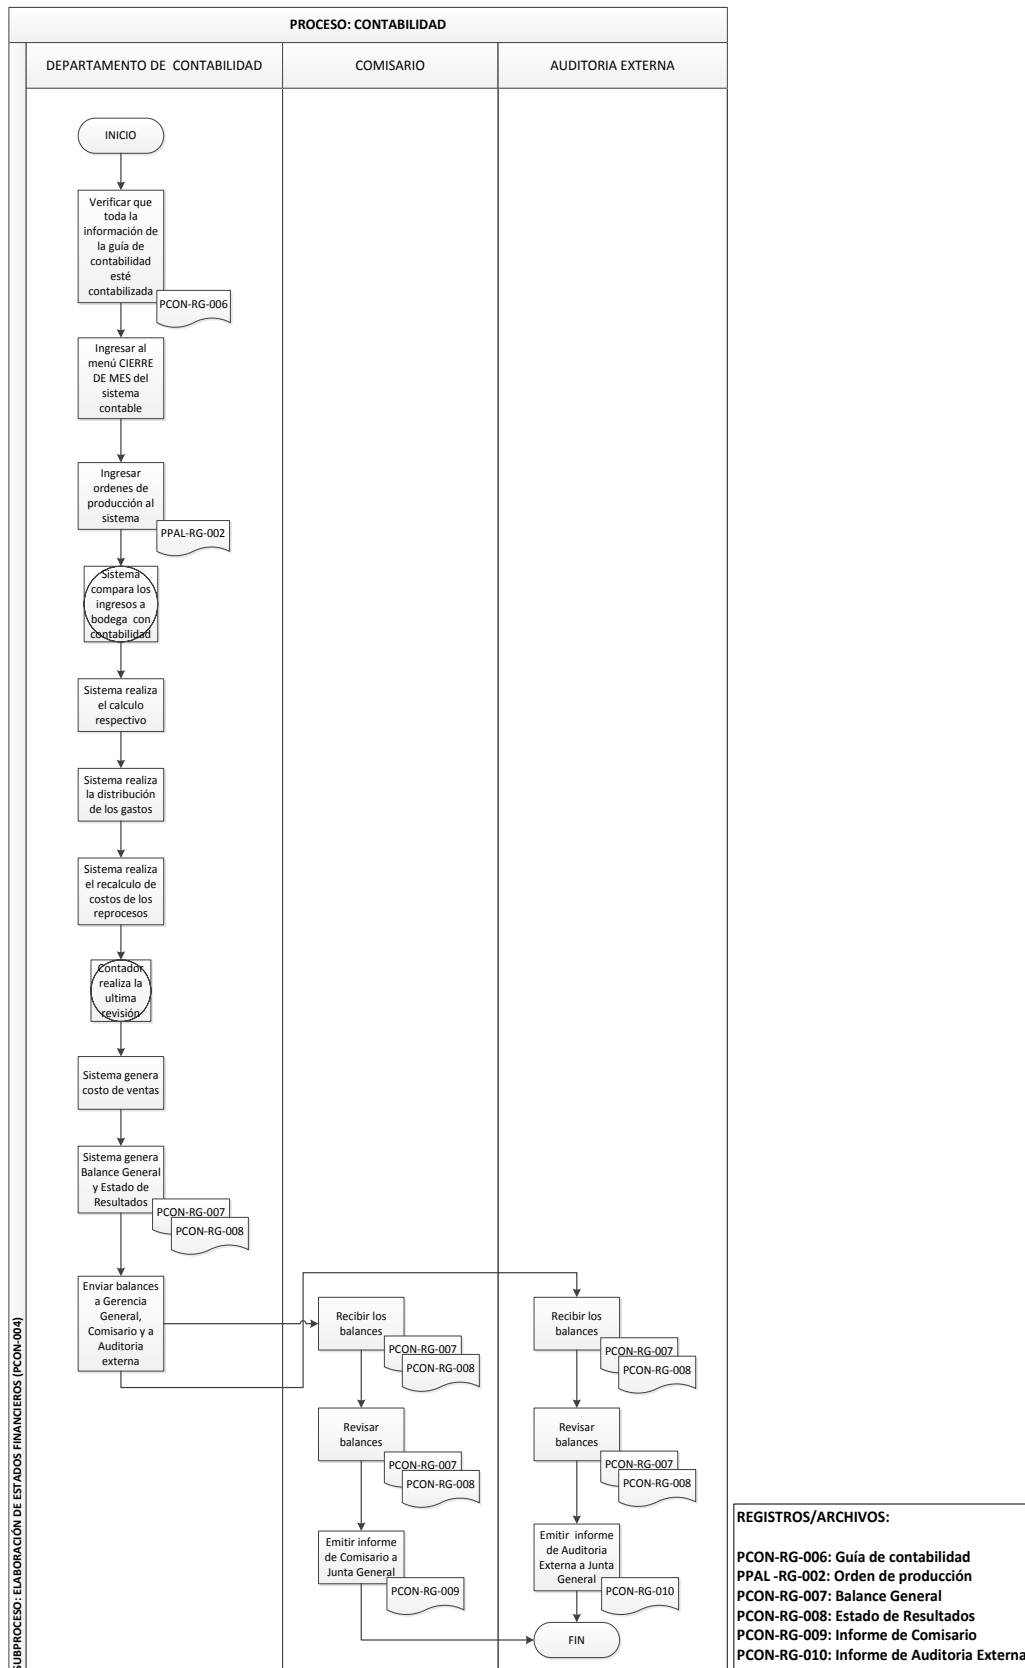 PROCESO: CONTABILIDAD
DEPARTAMENTO DE CONTABILIDAD
COMISARIO
AUDITORIA EXTERNA
SUBPROCESO: ELABORACIÓN DE ESTADOS FINANCIEROS (PCON-004)
INICIO
Verificar que
toda la
información de
la guía de
contabilidad
esté
contabilizada
PCON-RG-006
Ingresar al
menú CIERRE
DE MES del
sistema
contable
Ingresar
ordenes de
producción al
sistema
PPAL-RG-002
Sistema
compara los
ingresos a
bodega con
contabilidad
Sistema realiza
el calculo
respectivo
Sistema realiza
la distribución
de los gastos
Sistema realiza
el recalculo de
costos de los
reprocesos
Contador
realiza la
ultima
revisión
Sistema genera
costo de ventas
Sistema genera
Balance General
y Estado de
Resultados
PCON-RG-007
PCON-RG-008
Enviar balances
a Gerencia
General,
Comisario y a
Auditoria
externa
Recibir los
balances
PCON-RG-007
PCON-RG-008
Revisar
balances
PCON-RG-007
PCON-RG-008
Emitir informe
de Comisario a
Junta General
PCON-RG-009
Recibir los
balances
PCON-RG-007
PCON-RG-008
Revisar
balances
PCON-RG-007
PCON-RG-008
Emitir informe
de Auditoria
Externa a Junta
General
PCON-RG-010
FIN
REGISTROS/ARCHIVOS:
PCON-RG-006: Guía de contabilidad
PPAL -RG-002: Orden de producción
PCON-RG-007: Balance General
PCON-RG-008: Estado de Resultados
PCON-RG-009: Informe de Comisario
PCON-RG-010: Informe de Auditoria Externa